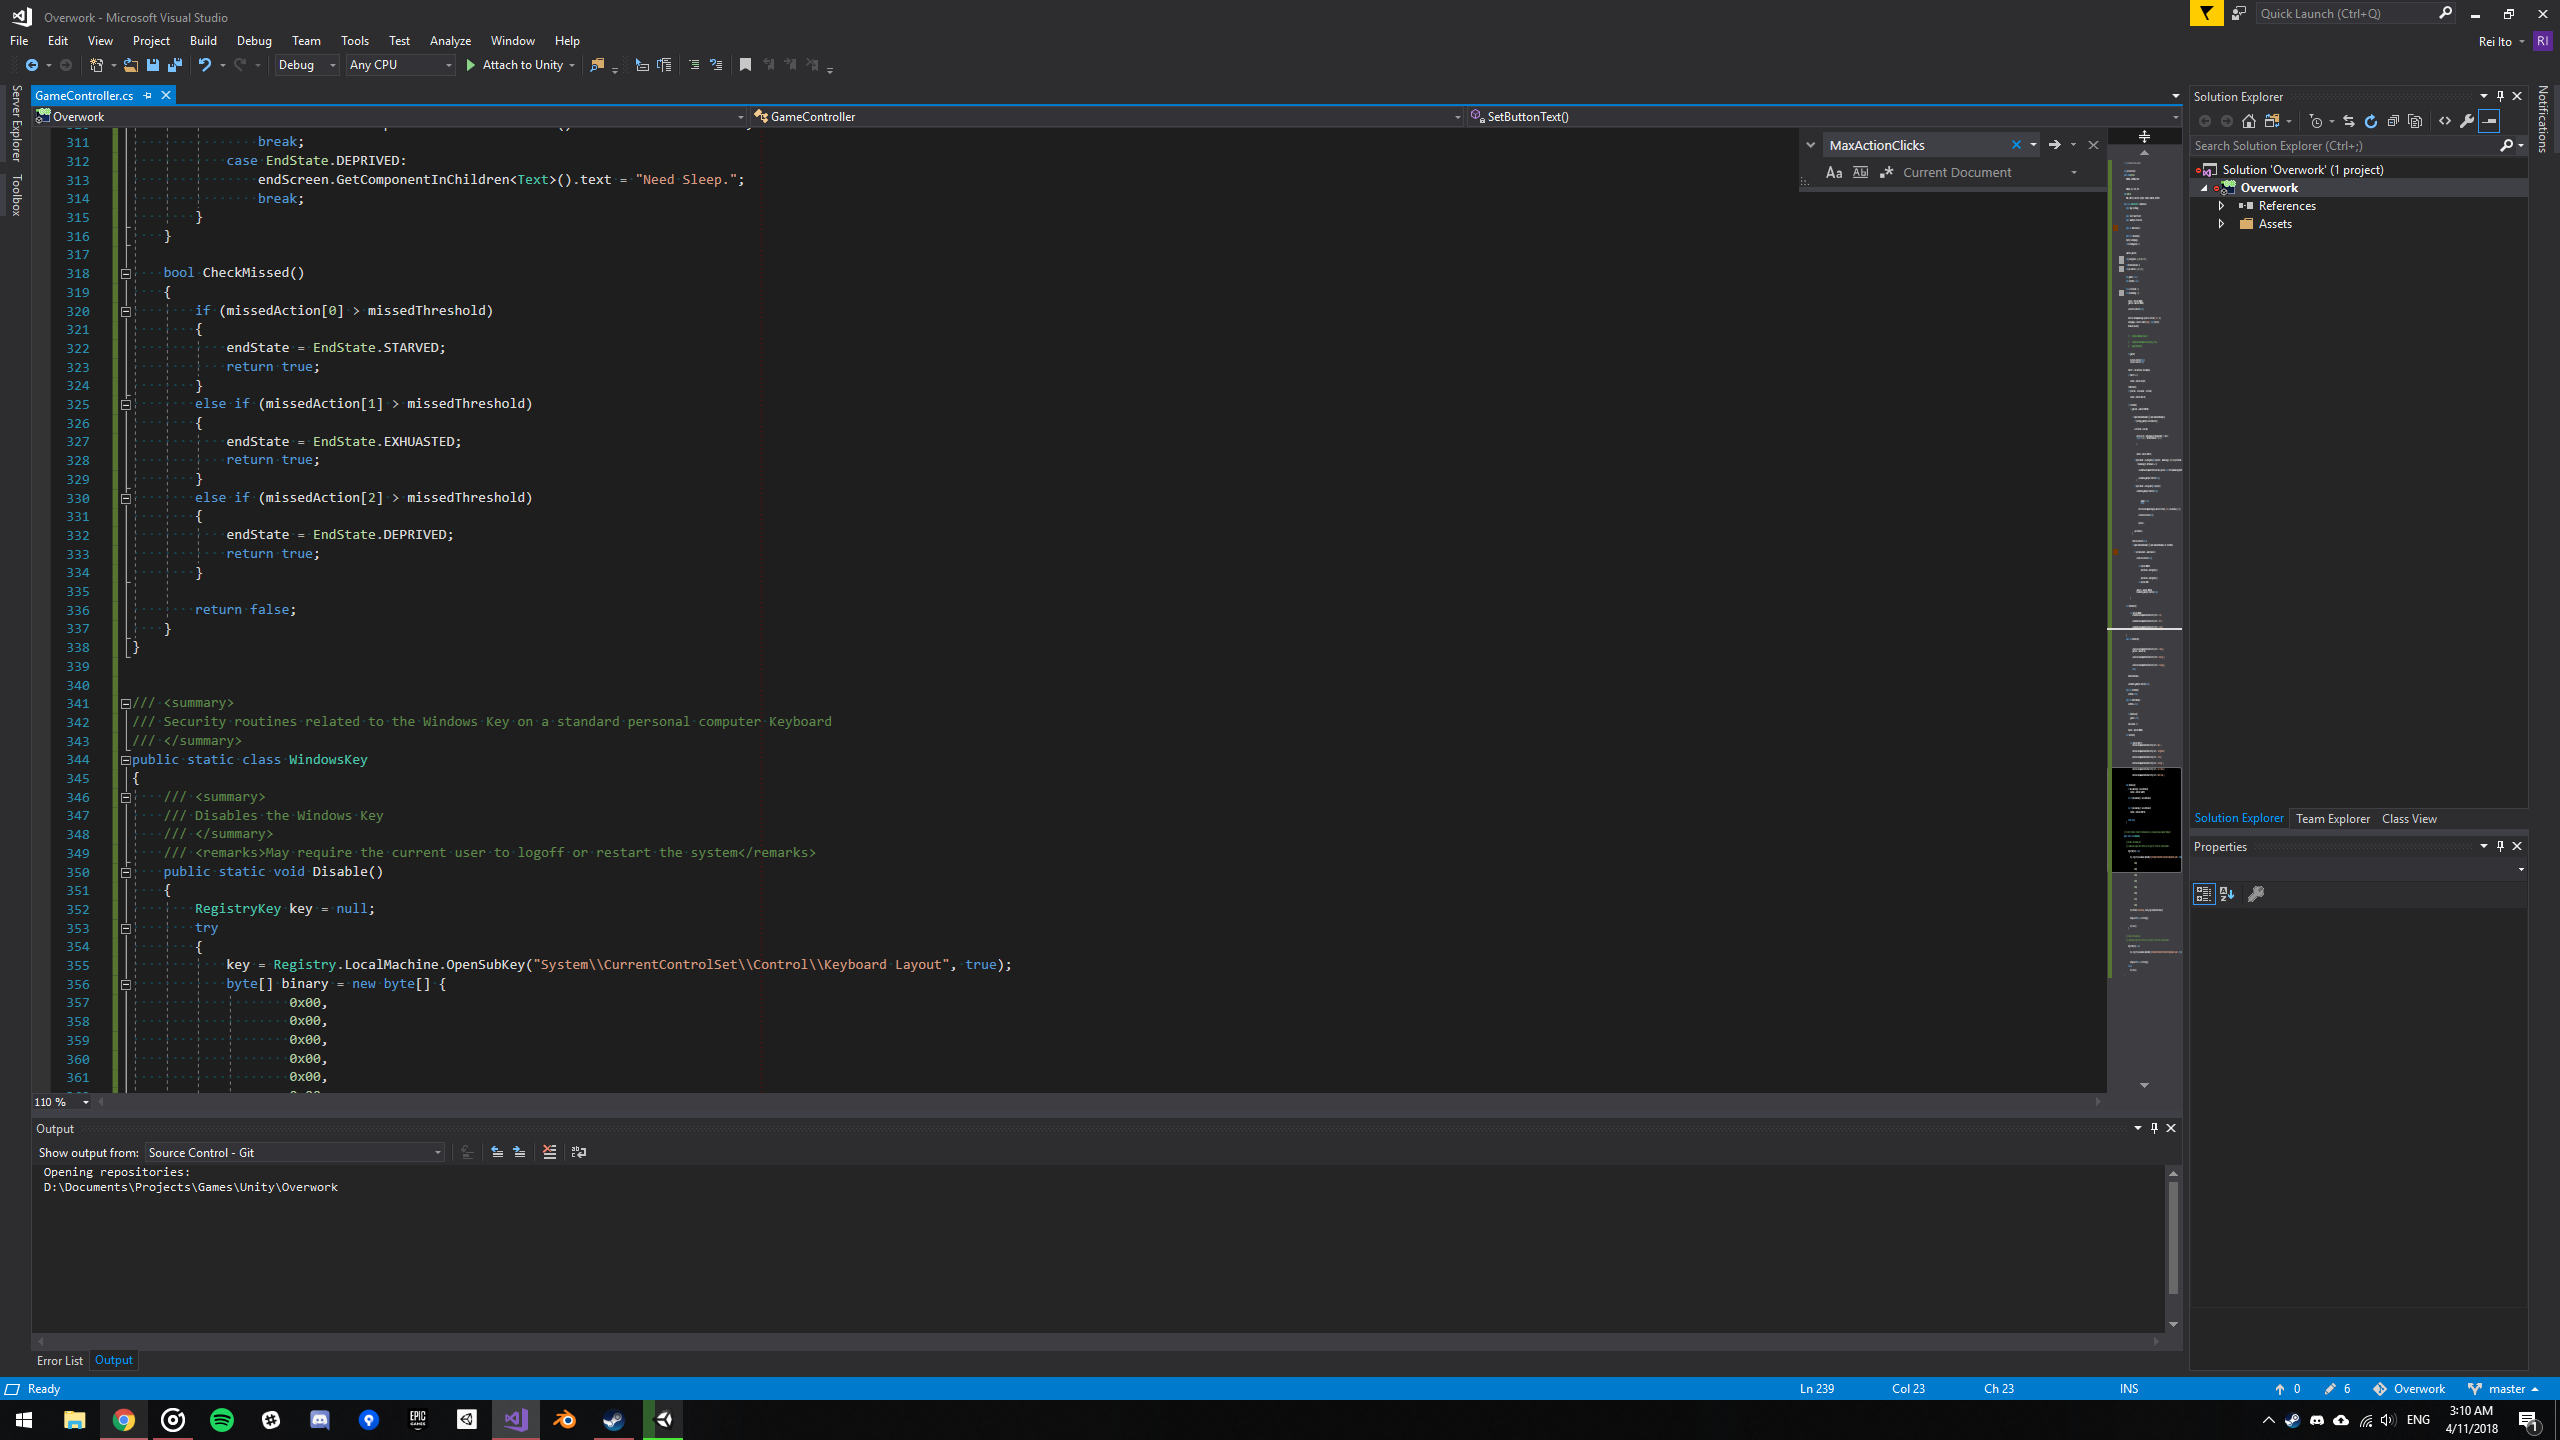 Overwork - Microsoft Visual Studio
Quick Launch (Ctrl+Q)
File Edit View Project Build Debug Team Tools Test Analyze Window Help
Rei Ito RI
Debug Any CPU Attach to Unity
Server Explorer
Toolbox
Notifications
GameController.cs
Overwork GameController SetButtonText()
MaxActionClicks
Aa Current Document
311 break;
312 case EndState.DEPRIVED:
313 endScreen.GetComponentInChildren<Text>().text = "Need Sleep.";
314 break;
315 }
316 }
317
318 bool CheckMissed()
319 {
320 if (missedAction[0] > missedThreshold)
321 {
322 endState = EndState.STARVED;
323 return true;
324 }
325 else if (missedAction[1] > missedThreshold)
326 {
327 endState = EndState.EXHUASTED;
328 return true;
329 }
330 else if (missedAction[2] > missedThreshold)
331 {
332 endState = EndState.DEPRIVED;
333 return true;
334 }
335
336 return false;
337 }
338 }
339
340
341 /// <summary>
342 /// Security routines related to the Windows Key on a standard personal computer Keyboard
343 /// </summary>
344 public static class WindowsKey
345 {
346 /// <summary>
347 /// Disables the Windows Key
348 /// </summary>
349 /// <remarks>May require the current user to logoff or restart the system</remarks>
350 public static void Disable()
351 {
352 RegistryKey key = null;
353 try
354 {
355 key = Registry.LocalMachine.OpenSubKey("System\\CurrentControlSet\\Control\\Keyboard Layout", true);
356 byte[] binary = new byte[] {
357 0x00,
358 0x00,
359 0x00,
360 0x00,
361 0x00,
110 %
Solution Explorer
Search Solution Explorer (Ctrl+;)
Solution 'Overwork' (1 project)
Overwork
References
Assets
Solution Explorer Team Explorer Class View
Properties
Output
Show output from: Source Control - Git
Opening repositories:
D:\Documents\Projects\Games\Unity\Overwork
Error List Output
Ready Ln 239 Col 23 Ch 23 INS 0 6 Overwork master
EPIC GAMES
ENG
3:10 AM
4/11/2018
1